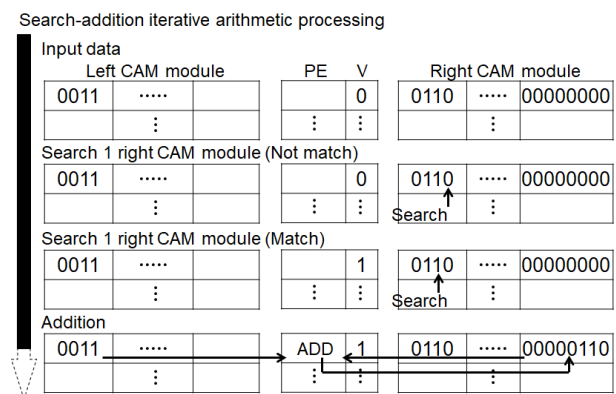 Search-addition iterative arithmetic processing
Input data
Left CAM module PE V Right CAM module
0011 ····· 0 0110 ····· 00000000
⋮ ⋮ ⋮ ⋮
Search 1 right CAM module (Not match)
0011 ····· 0 0110 ····· 00000000
⋮ ⋮ ⋮ ⋮
Search
Search 1 right CAM module (Match)
0011 ····· 1 0110 ····· 00000000
⋮ ⋮ ⋮ ⋮
Search
Addition
0011 ····· ADD 1 0110 ····· 00000110
⋮ ⋮ ⋮ ⋮